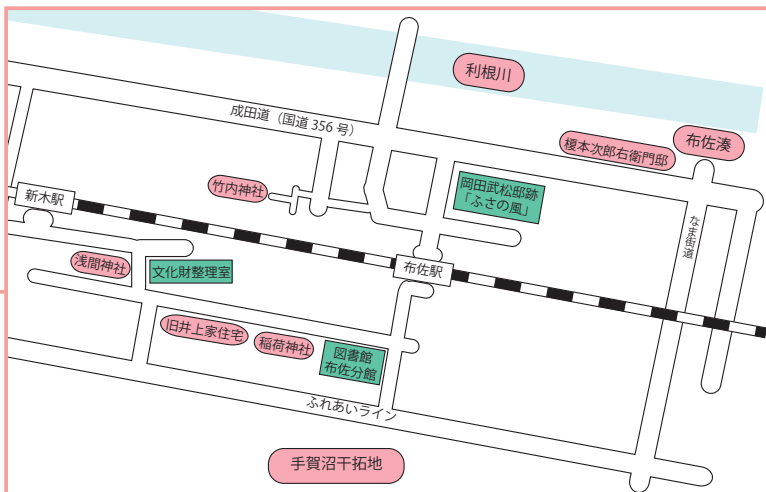 利根川
成田道（国道 356 号）
榎本次郎右衛門邸
布佐湊
竹内神社
岡田武松邸跡
「ふさの風」
新木駅
なま街道
浅間神社
文化財整理室
布佐駅
旧井上家住宅
稲荷神社
図書館
布佐分館
ふれあいライン
手賀沼干拓地